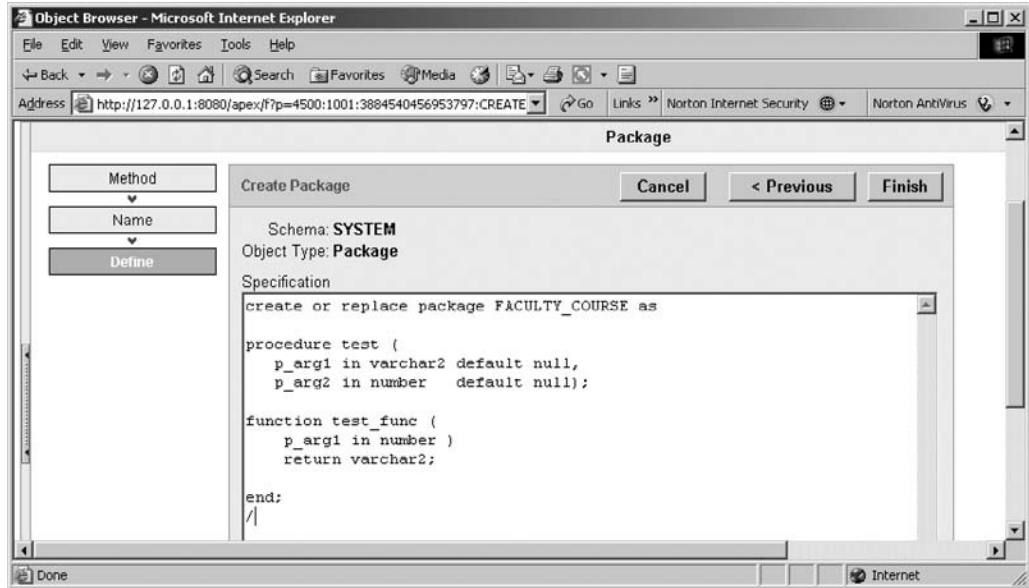 Object Browser - Microsoft Internet Explorer
File Edit View Favorites Tools Help
Back Search Favorites Media
Address http://127.0.0.1:8080/apex/f?p=4500:1001:3884540456953797:CREATE Go Links » Norton Internet Security Norton AntiVirus
Package
Method
Name
Define
Create Package Cancel < Previous Finish
Schema: SYSTEM
Object Type: Package
Specification
create or replace package FACULTY_COURSE as
procedure test (
p_arg1 in varchar2 default null,
p_arg2 in number default null);
function test_func (
p_arg1 in number )
return varchar2;
end;
/
Done Internet